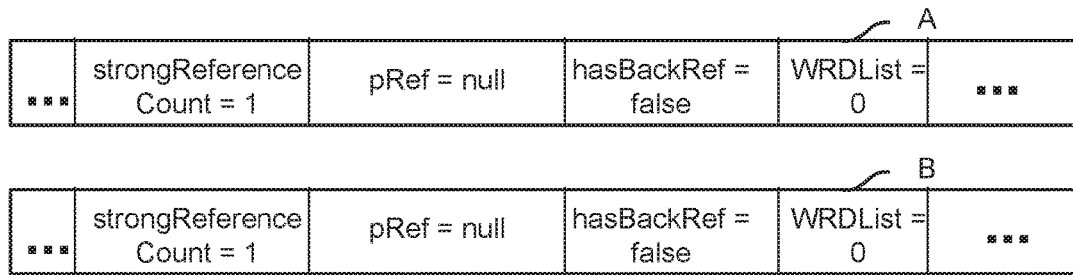 A
... strongReference Count = 1 pRef = null hasBackRef = false WRDList = 0 ...
B
... strongReference Count = 1 pRef = null hasBackRef = false WRDList = 0 ...